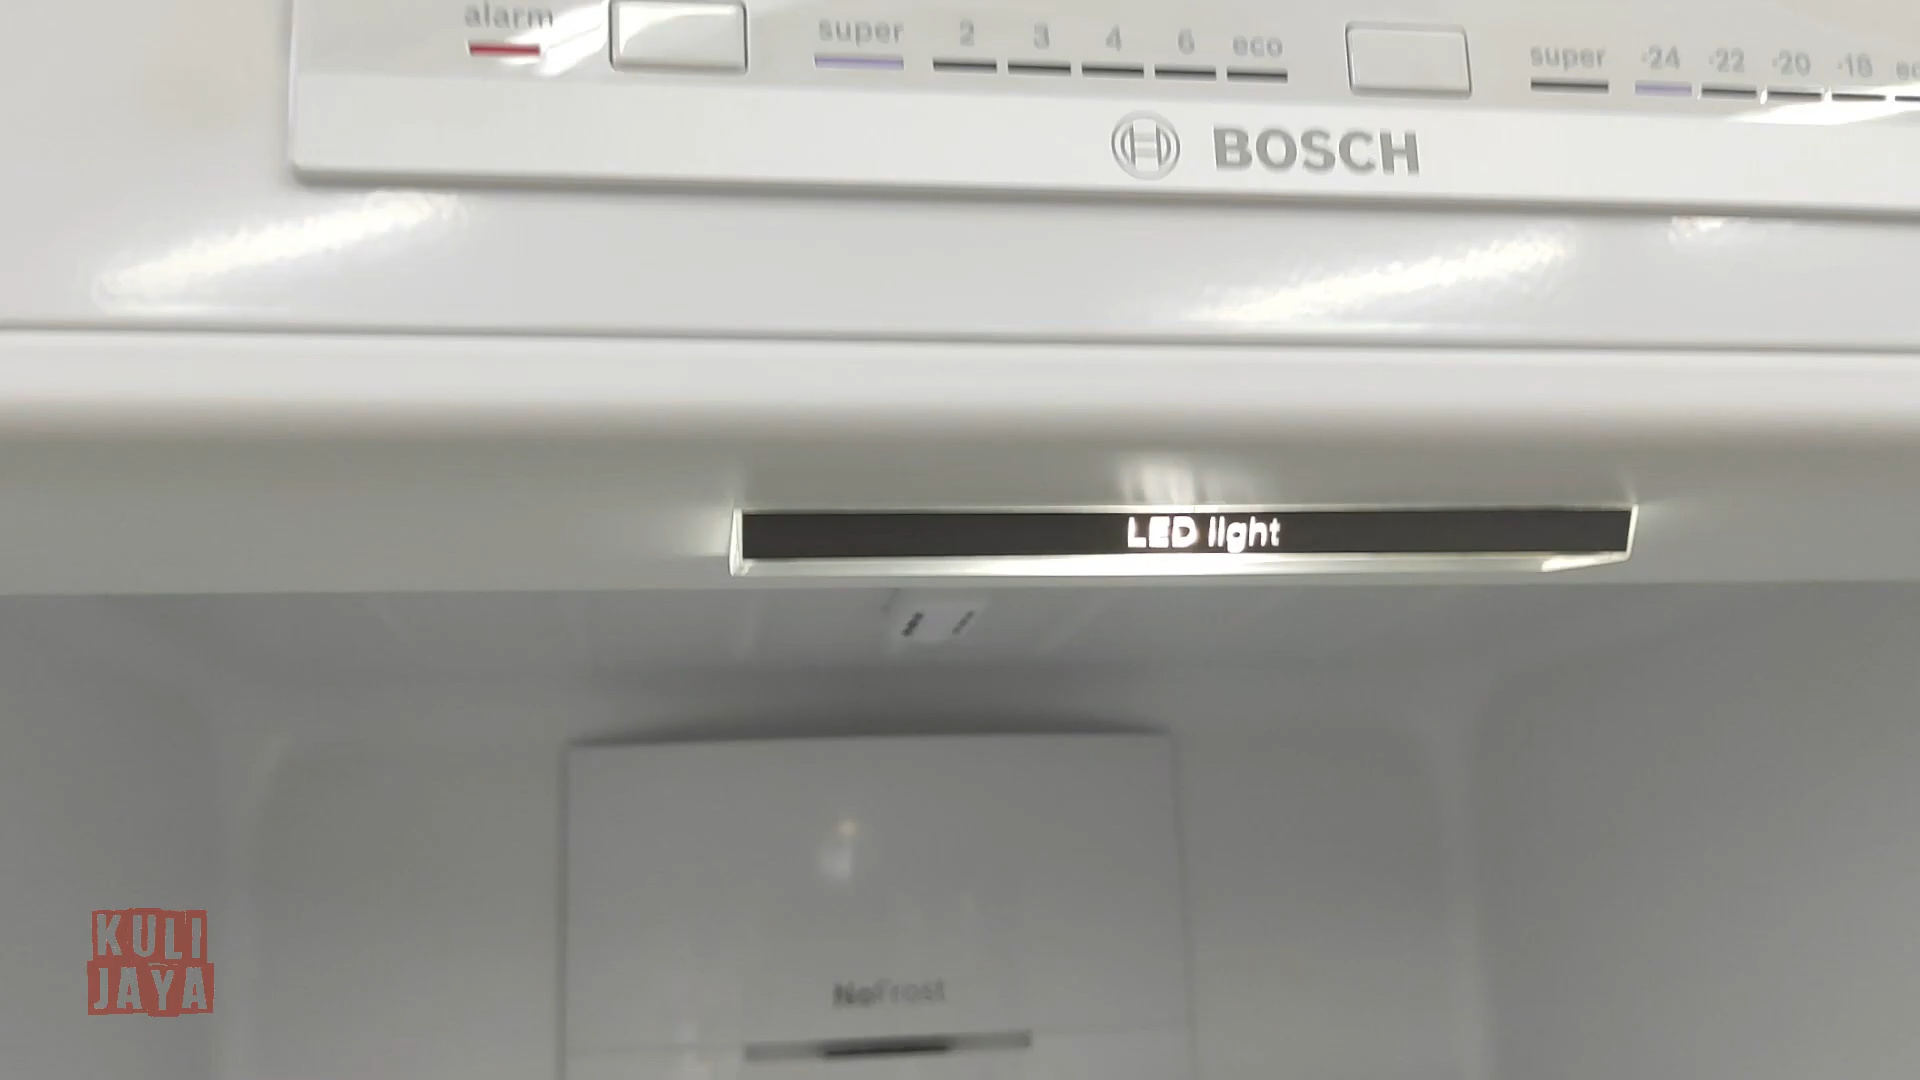 alarm
super 2 3 4 6 eco
super -24 -22 -20 -18
BOSCH
LED light
NoFrost
KULI
JAYA